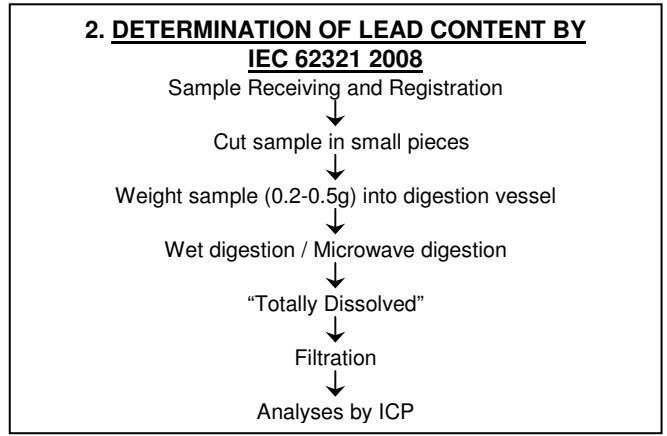 2. DETERMINATION OF LEAD CONTENT BY
IEC 62321 2008
Sample Receiving and Registration
Cut sample in small pieces
Weight sample (0.2-0.5g) into digestion vessel
Wet digestion / Microwave digestion
“Totally Dissolved”
Filtration
Analyses by ICP